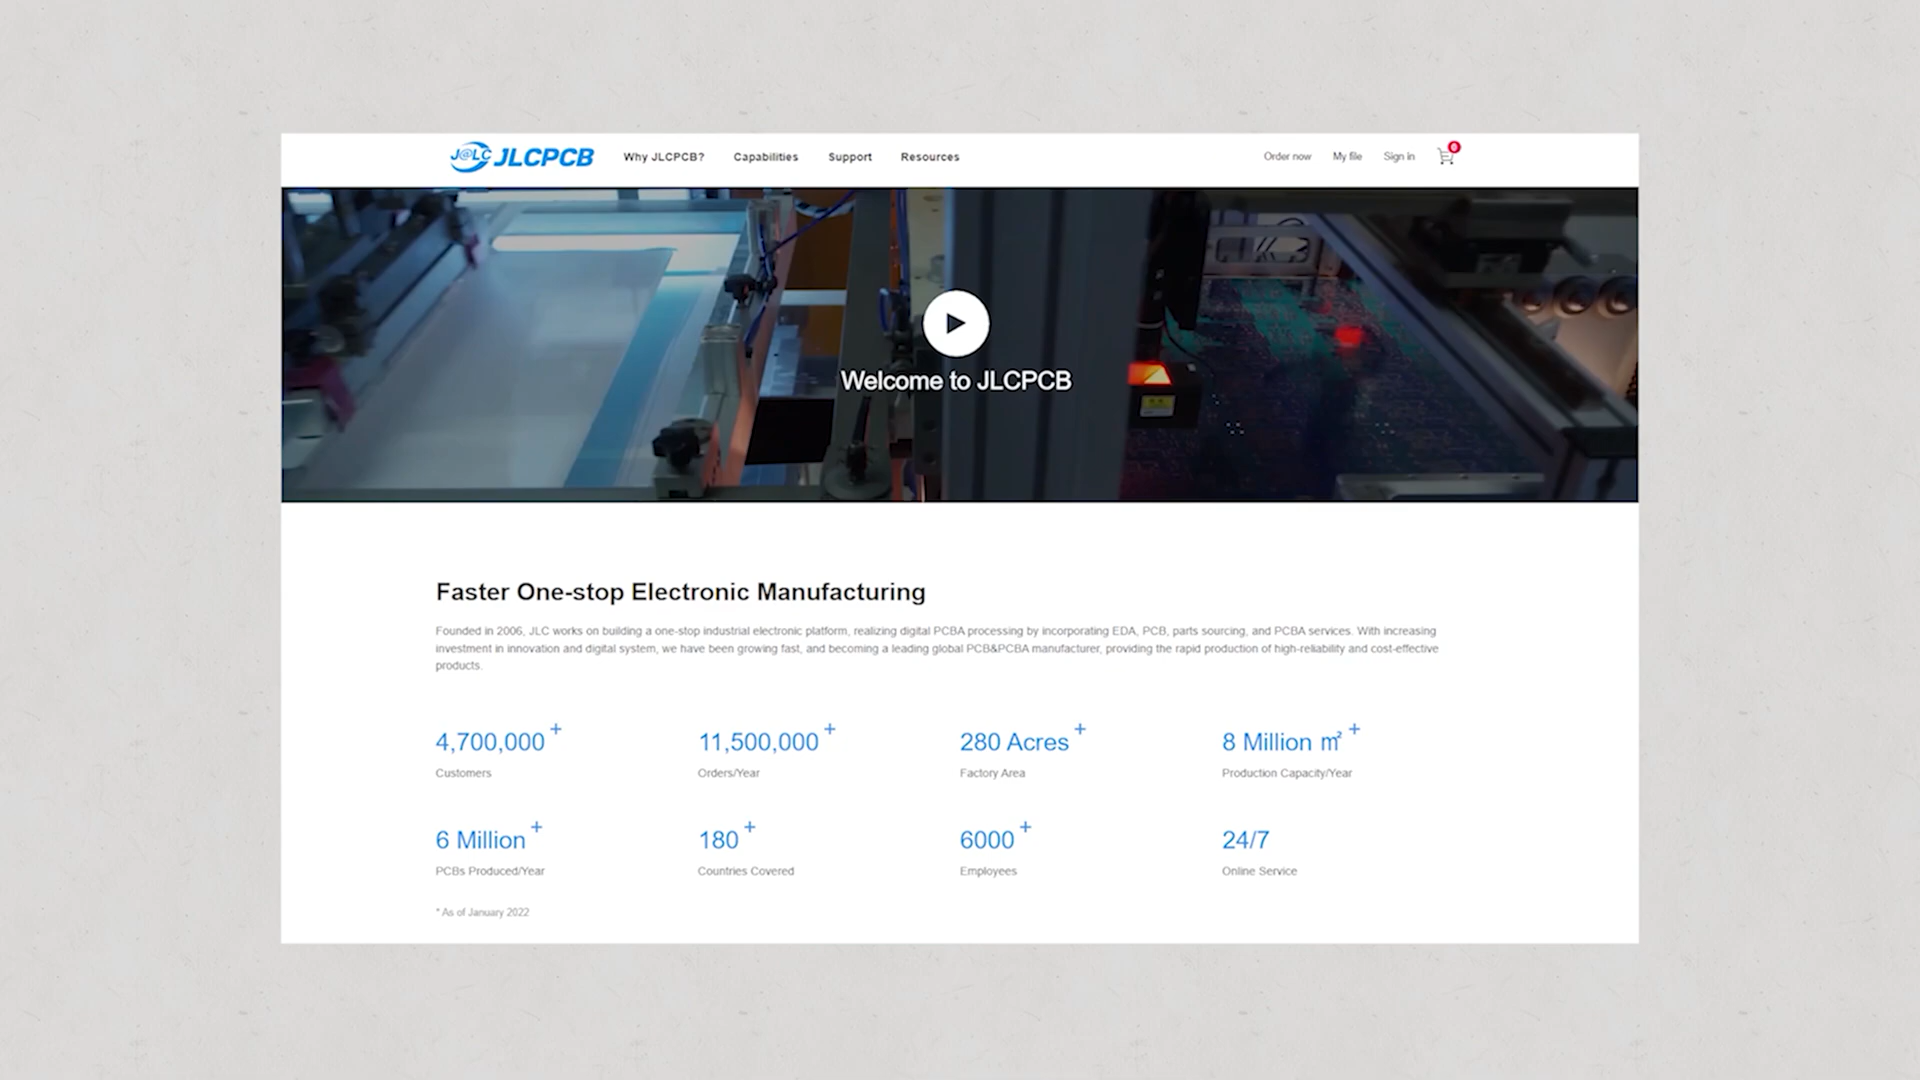 J@LC JLCPCB Why JLCPCB? Capabilities Support Resources Order now My file Sign in 0
Welcome to JLCPCB
Faster One-stop Electronic Manufacturing
Founded in 2006, JLC works on building a one-stop industrial electronic platform, realizing digital PCBA processing by incorporating EDA, PCB, parts sourcing, and PCBA services. With increasing
investment in innovation and digital system, we have been growing fast, and becoming a leading global PCB&PCBA manufacturer, providing the rapid production of high-reliability and cost-effective
products.
4,700,000+ 11,500,000+ 280 Acres+ 8 Million ㎡+
Customers Orders/Year Factory Area Production Capacity/Year
6 Million+ 180+ 6000+ 24/7
PCBs Produced/Year Countries Covered Employees Online Service
* As of January 2022